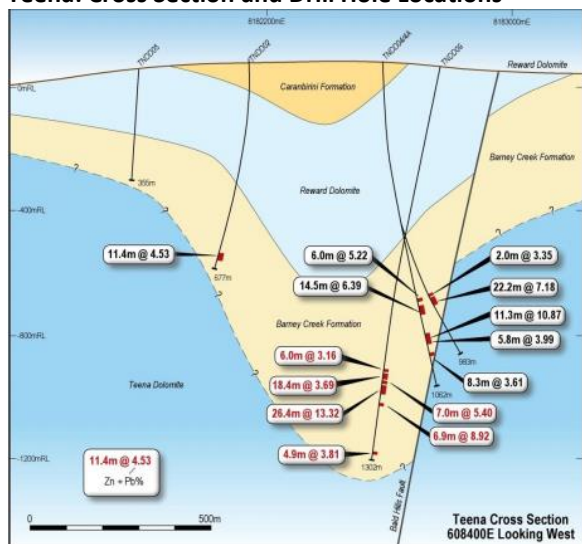 Teena: Cross Section and Drill Hole Locations
8182200mE
8183000mE
TNDD05
TNDD02
Reward Dolomite
0mRL
Caranbirini Formation
Barney Creek Formation
355m
Reward Dolomite
-400mRL
11.4m @ 4.53
677m
6.0m @ 5.22
14.5m @ 6.39
2.0m @ 3.35
22.2m @ 7.18
11.3m @ 10.87
5.8m @ 3.99
8.3m @ 3.61
-800mRL
983m
1062m
Barney Creek Formation
6.0m @ 3.16
18.4m @ 3.69
26.4m @ 13.32
7.0m @ 5.40
6.9m @ 8.92
Teena Dolomite
4.9m @ 3.81
1302m
-1200mRL
11.4m @ 4.53
Zn + Pb%
Bald Hills Fault
0
500m
Teena Cross Section
608400E Looking West